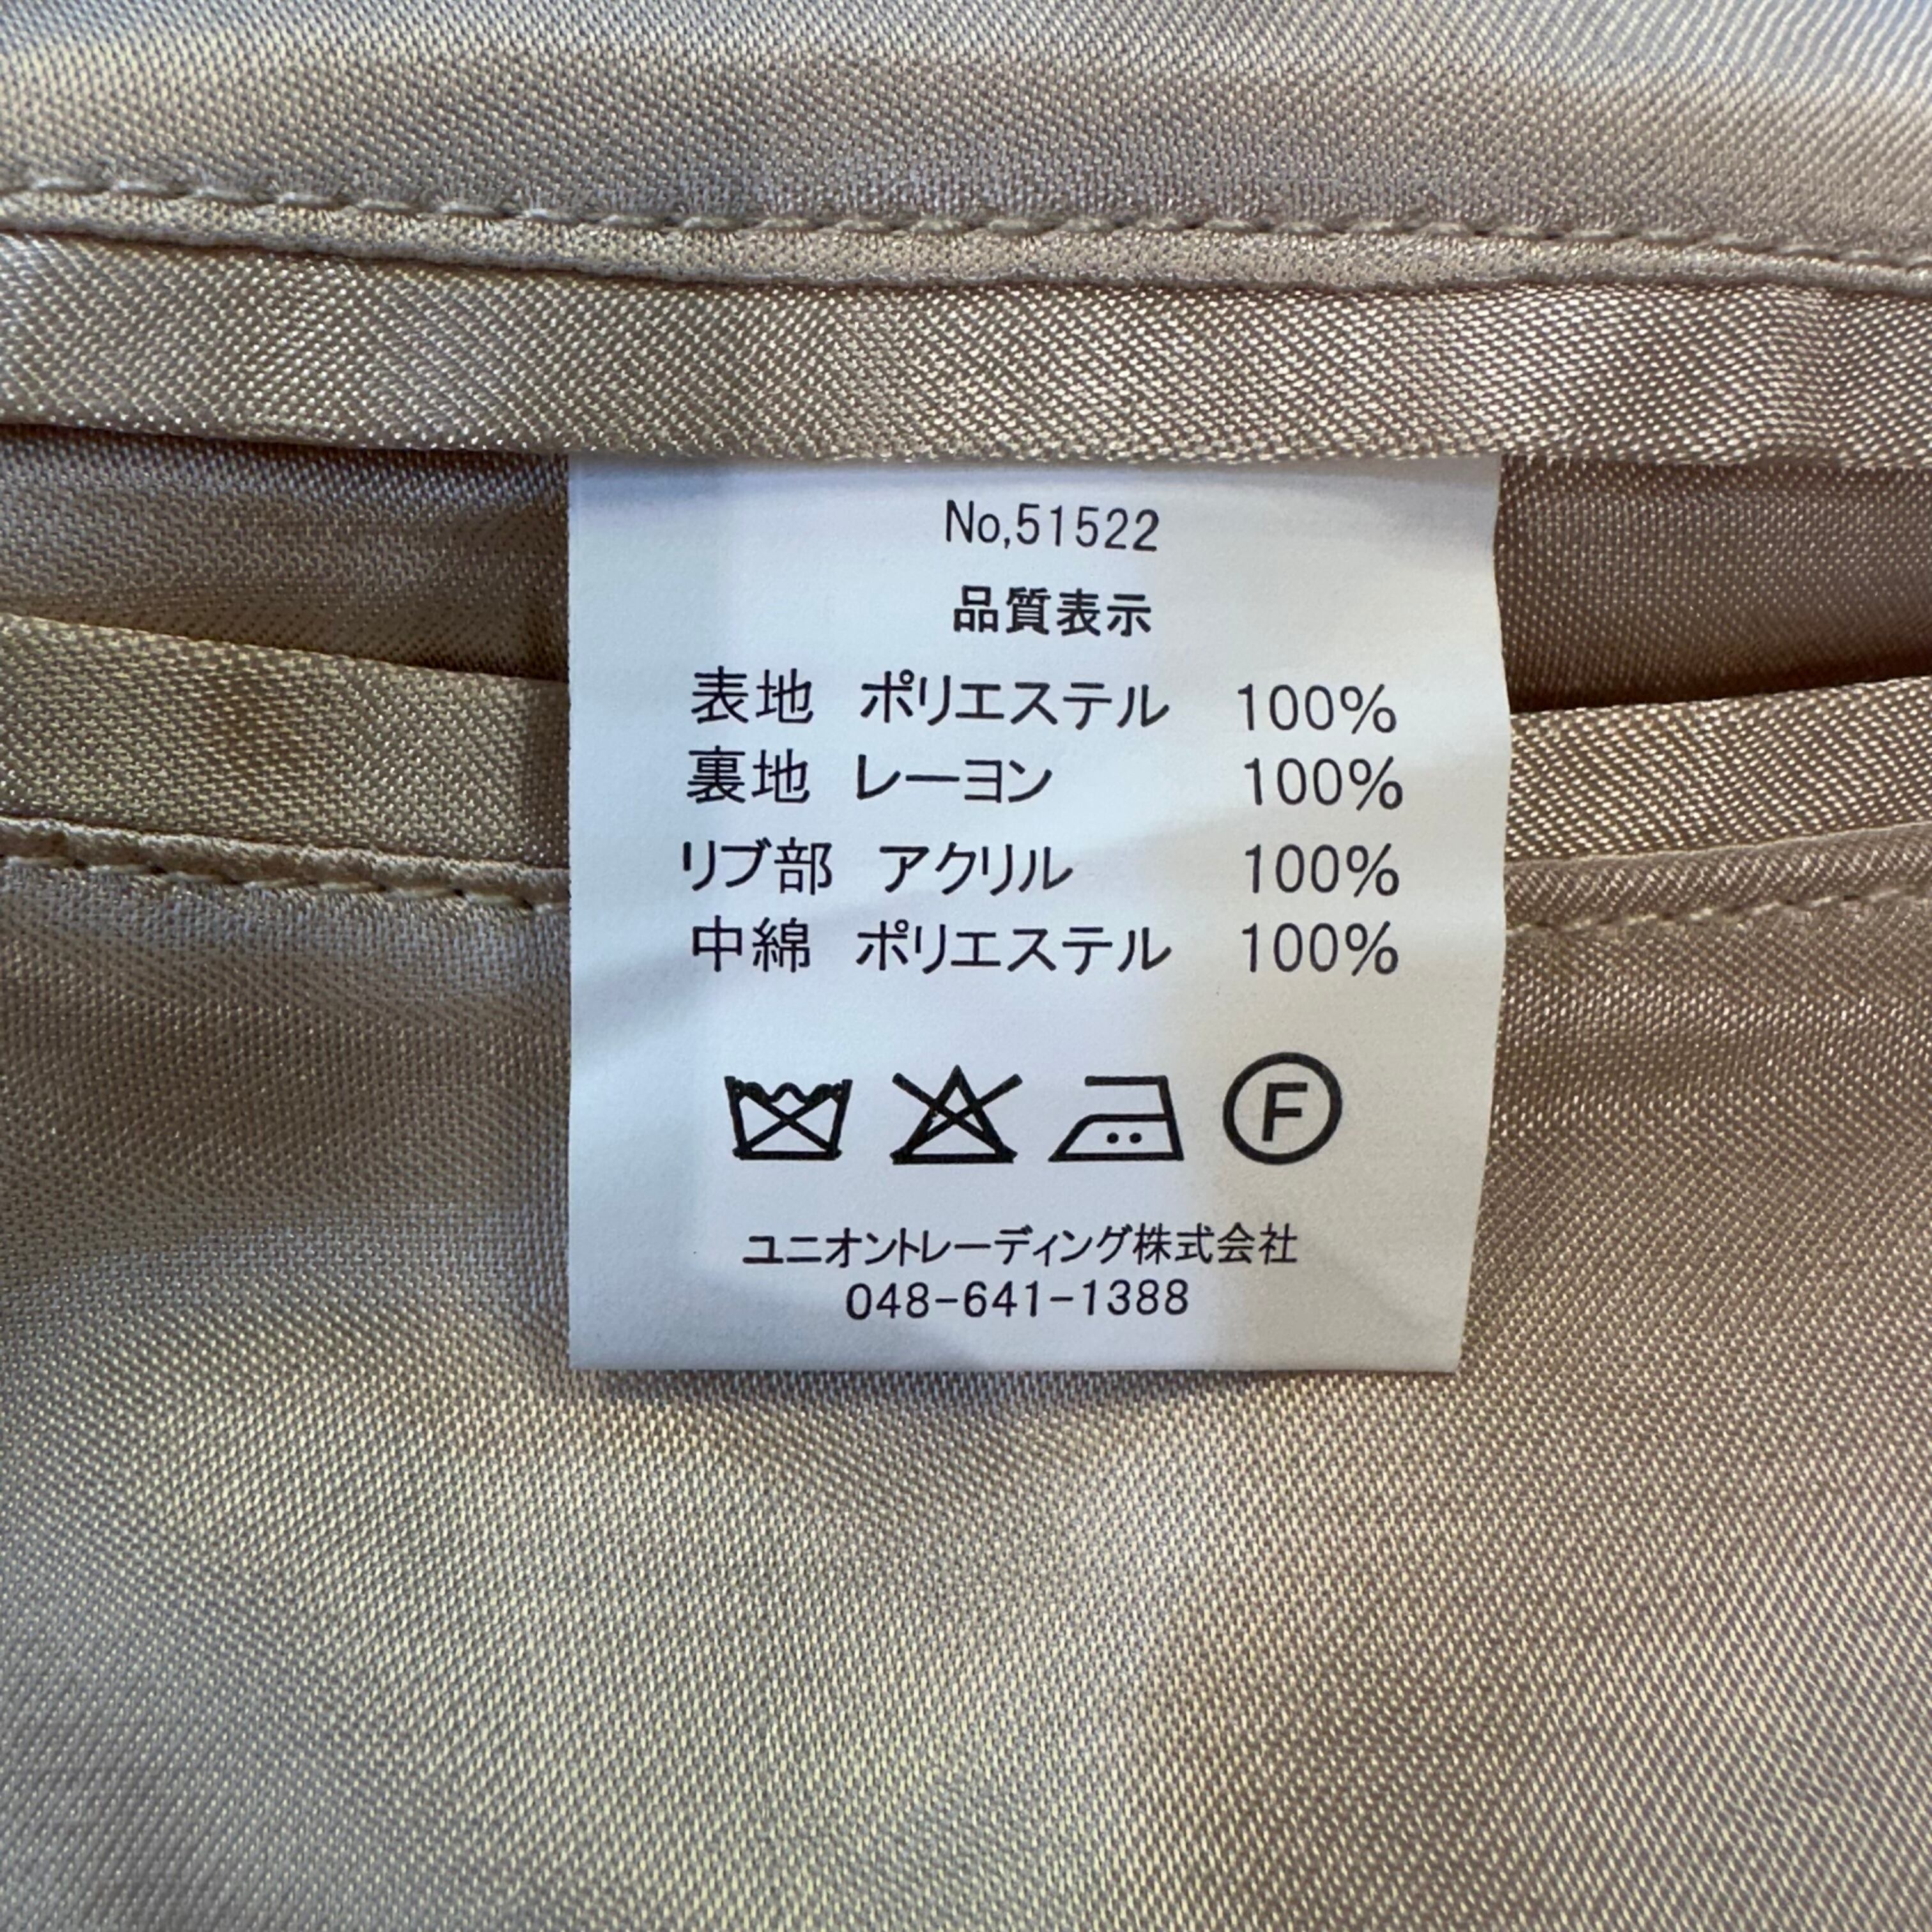 No,51522
品質表示
表地 ポリエステル 100%
裏地 レーヨン 100%
リブ部 アクリル 100%
中綿 ポリエステル 100%
F
ユニオントレーディング株式会社
048-641-1388